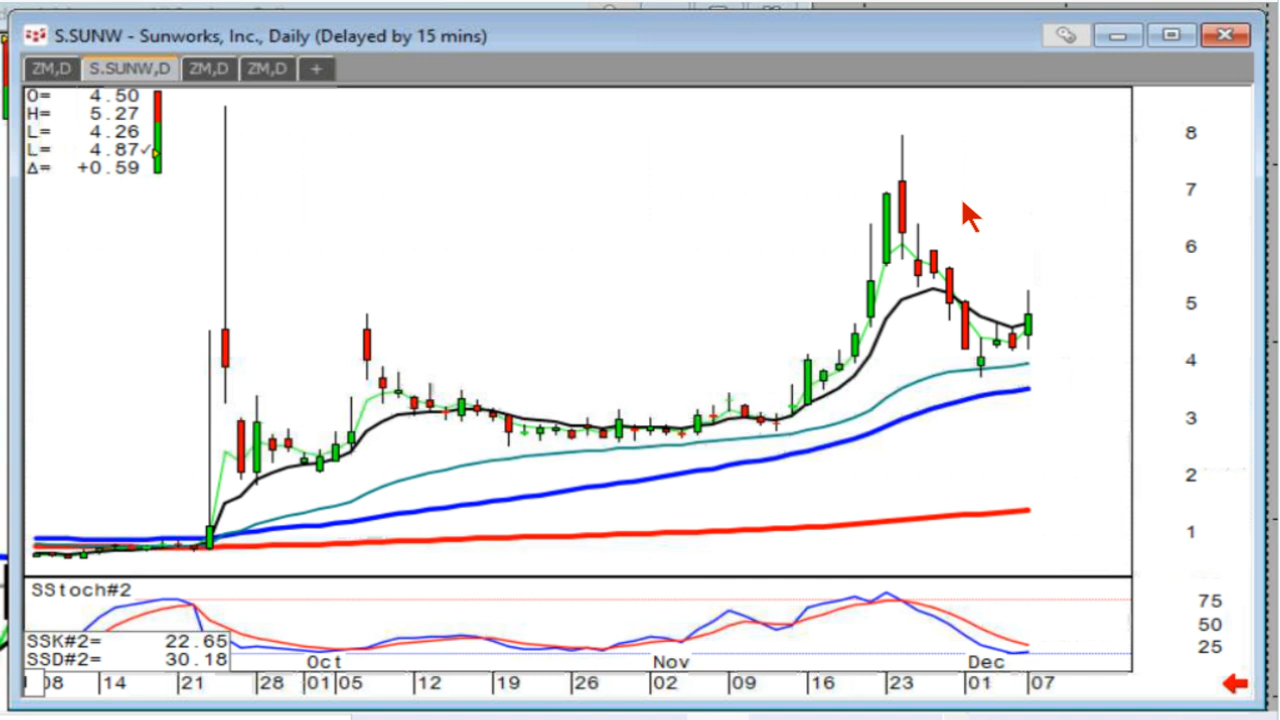 S.SUNW - Sunworks, Inc., Daily (Delayed by 15 mins)
ZM,D S.SUNW,D ZM,D ZM,D +
O= 4.50
H= 5.27
L= 4.26
L= 4.87✓
Δ= +0.59
8
7
6
5
4
3
2
1
SStoch#2
75
50
25
SSK#2= 22.65
SSD#2= 30.18
Oct Nov Dec
08 14 21 28 01 05 12 19 26 02 09 16 23 01 07